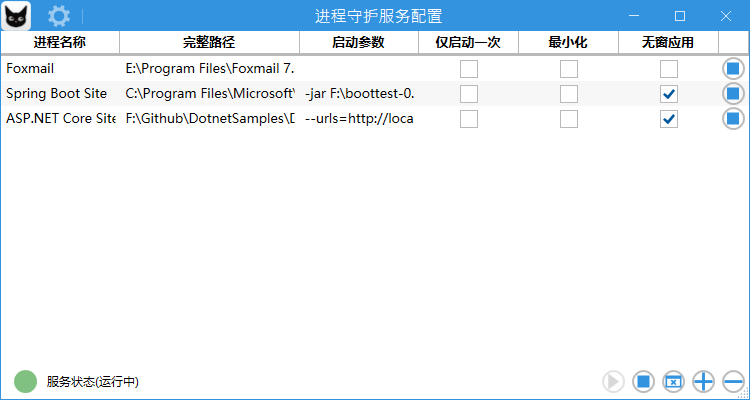 进程守护服务配置
进程名称 完整路径 启动参数 仅启动一次 最小化 无窗应用
Foxmail E:\Program Files\Foxmail 7.
Spring Boot Site C:\Program Files\Microsoft\ -jar F:\boottest-0.
ASP.NET Core Site F:\Github\DotnetSamples\D --urls=http://loca
服务状态(运行中)